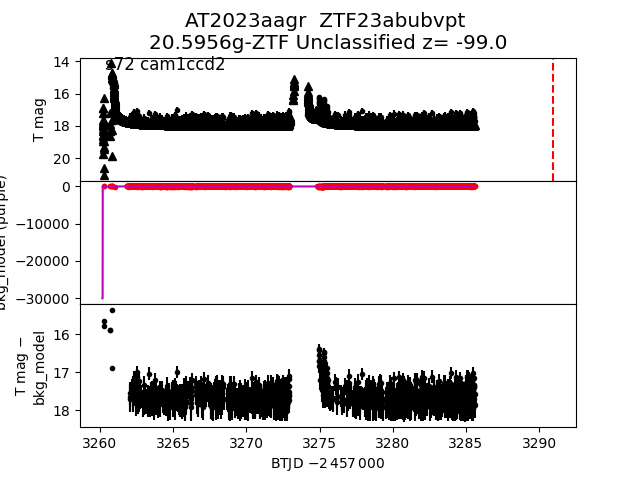 AT2023aagr  ZTF23abubvpt
20.5956g-ZTF Unclassified z= -99.0
s72 cam1ccd2
14
16
18
20
T mag
0
−10000
−20000
−30000
bkg_model (purple)
16
17
18
T mag −
bkg_model
3260 3265 3270 3275 3280 3285 3290
BTJD −2 457 000